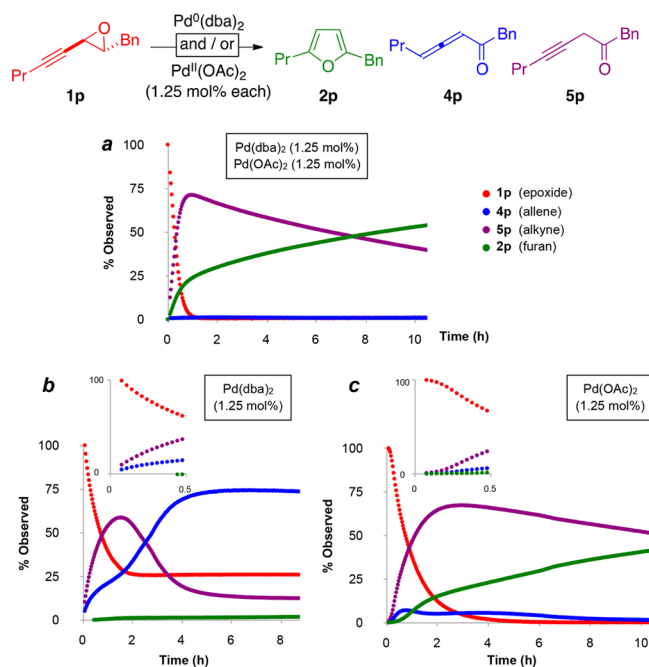 O
Bn
Pr
1p
Pd⁰(dba)₂
and / or
Pdᴵᴵ(OAc)₂
(1.25 mol% each)
Pr
O
Bn
2p
Pr
Bn
O
4p
Bn
O
Pr
5p
a
Pd(dba)₂ (1.25 mol%)
Pd(OAc)₂ (1.25 mol%)
1p (epoxide)
4p (allene)
5p (alkyne)
2p (furan)
% Observed
100
75
50
25
0
0 2 4 6 8 10
Time (h)
b
Pd(dba)₂
(1.25 mol%)
100
0
0 0.5
% Observed
100
75
50
25
0
0 2 4 6 8
Time (h)
c
Pd(OAc)₂
(1.25 mol%)
100
0
0 0.5
% Observed
100
75
50
25
0
0 2 4 6 8 10
Time (h)